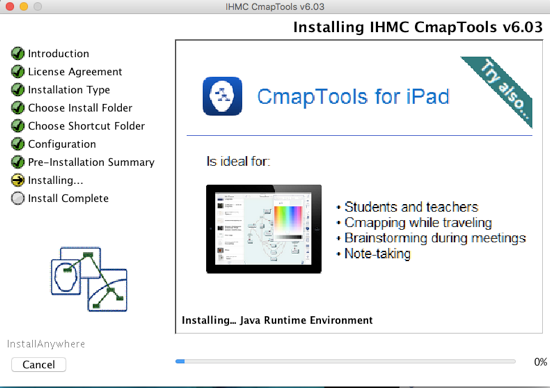 IHMC CmapTools v6.03
Installing IHMC CmapTools v6.03
Introduction
License Agreement
Installation Type
Choose Install Folder
Choose Shortcut Folder
Configuration
Pre-Installation Summary
Installing...
Install Complete
Try also...
CmapTools for iPad
Is ideal for:
• Students and teachers
• Cmapping while traveling
• Brainstorming during meetings
• Note-taking
Installing... Java Runtime Environment
InstallAnywhere
Cancel
0%